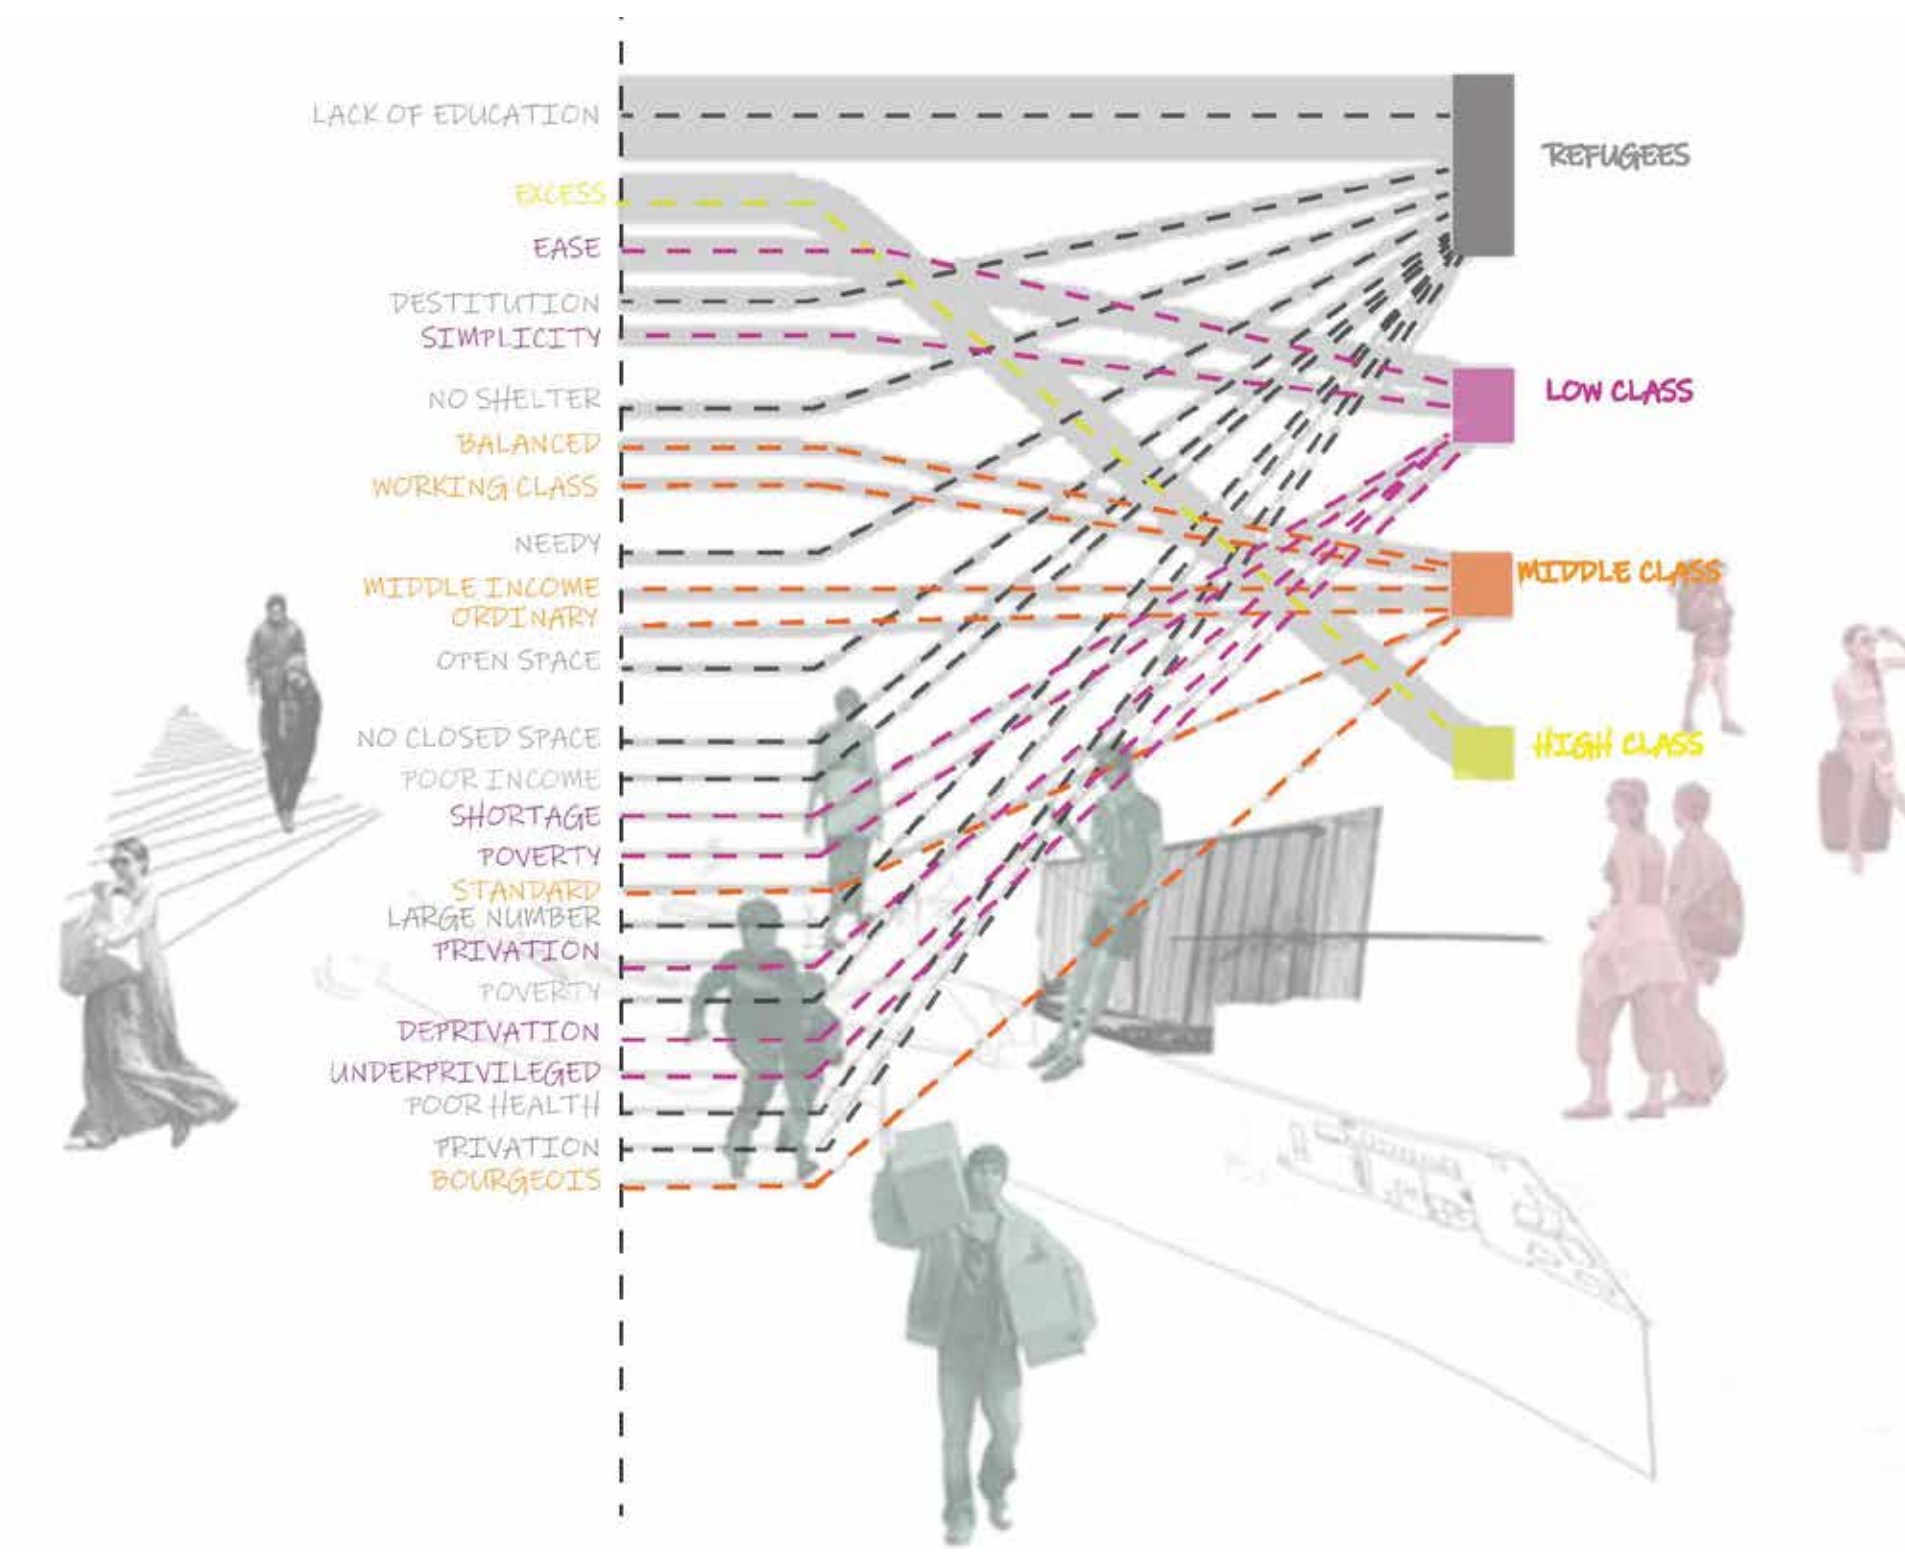 LACK OF EDUCATION
EXCESS
EASE
DESTITUTION
SIMPLICITY
NO SHELTER
BALANCED
WORKING CLASS
NEEDY
MIDDLE INCOME
ORDINARY
OPEN SPACE
NO CLOSED SPACE
POOR INCOME
SHORTAGE
POVERTY
STANDARD
LARGE NUMBER
PRIVATION
POVERTY
DEPRIVATION
UNDERPRIVILEGED
POOR HEALTH
PRIVATION
BOURGEOIS
REFUGEES
LOW CLASS
MIDDLE CLASS
HIGH CLASS